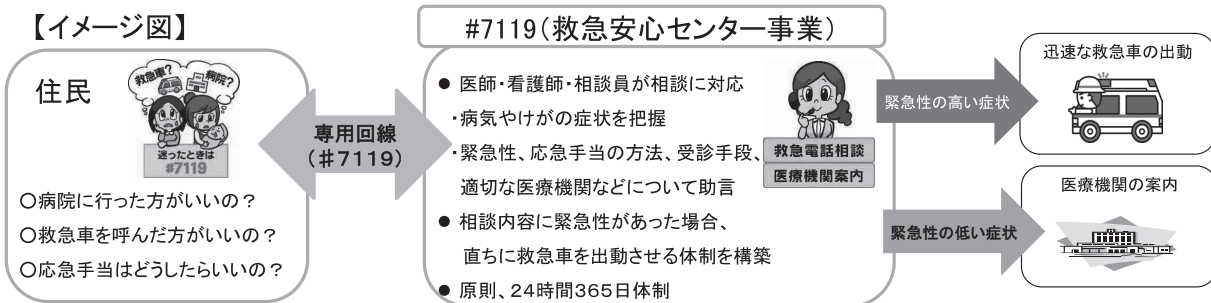 【イメージ図】
#7119(救急安心センター事業)
住民
救急車?
病院?
迷ったときは
#7119
○病院に行った方がいいの?
○救急車を呼んだ方がいいの?
○応急手当はどうしたらいいの?
専用回線
(♯7119)
● 医師・看護師・相談員が相談に対応
・病気やけがの症状を把握
・緊急性、応急手当の方法、受診手段、
適切な医療機関などについて助言
● 相談内容に緊急性があった場合、
直ちに救急車を出動させる体制を構築
● 原則、24時間365日体制
救急電話相談
医療機関案内
緊急性の高い症状
迅速な救急車の出動
緊急性の低い症状
医療機関の案内